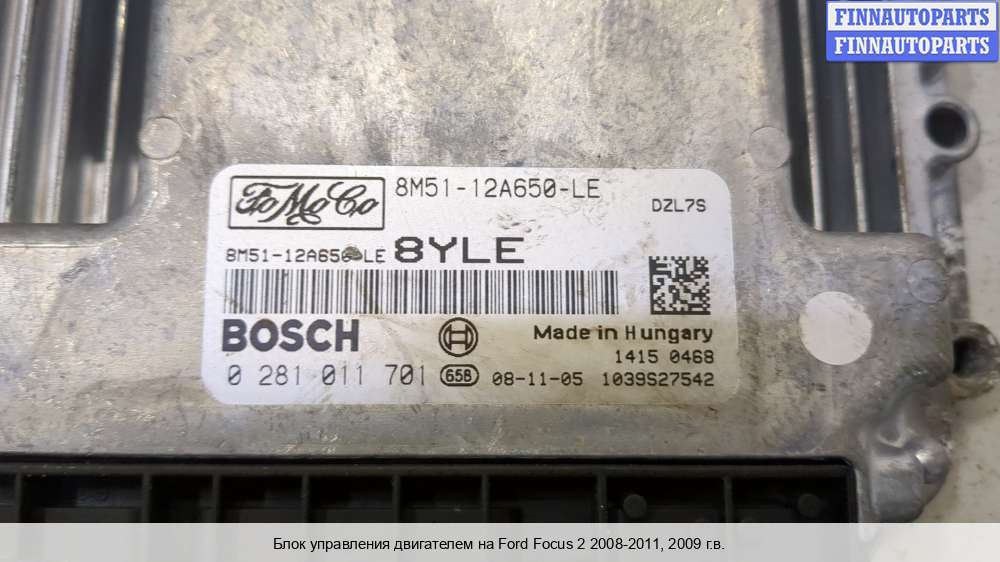 FINNAUTOPARTS
FINNAUTOPARTS
FoMoCo
8M51-12A650-LE
DZL7S
8M51-12A650-LE 8YLE
BOSCH
Made in Hungary
1415 0468
0 281 011 701 658 08-11-05 1039S27542
Блок управления двигателем на Ford Focus 2 2008-2011, 2009 г.в.